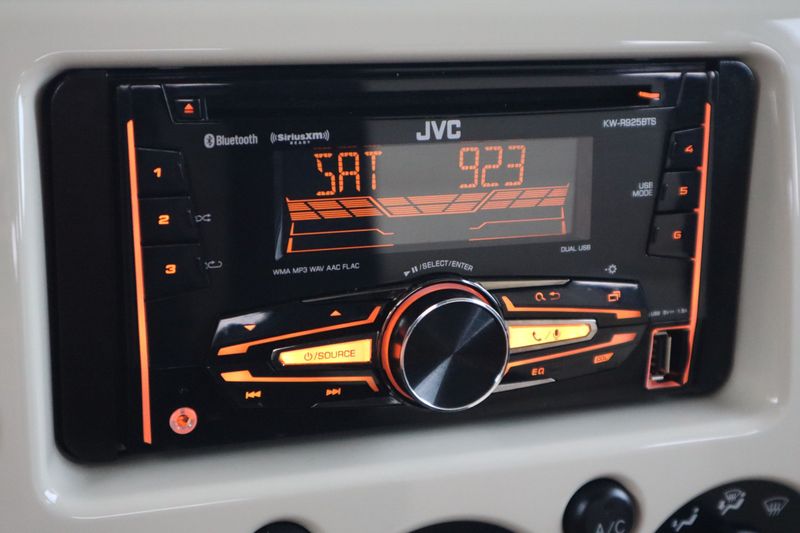 Bluetooth
SiriusXM
READY
JVC
KW-R925BTS
SAT 923
1
2
3
4
5
6
USB
MODE
DUAL USB
WMA MP3 WAV AAC FLAC
/SELECT/ENTER
/SOURCE
EQ
A/C